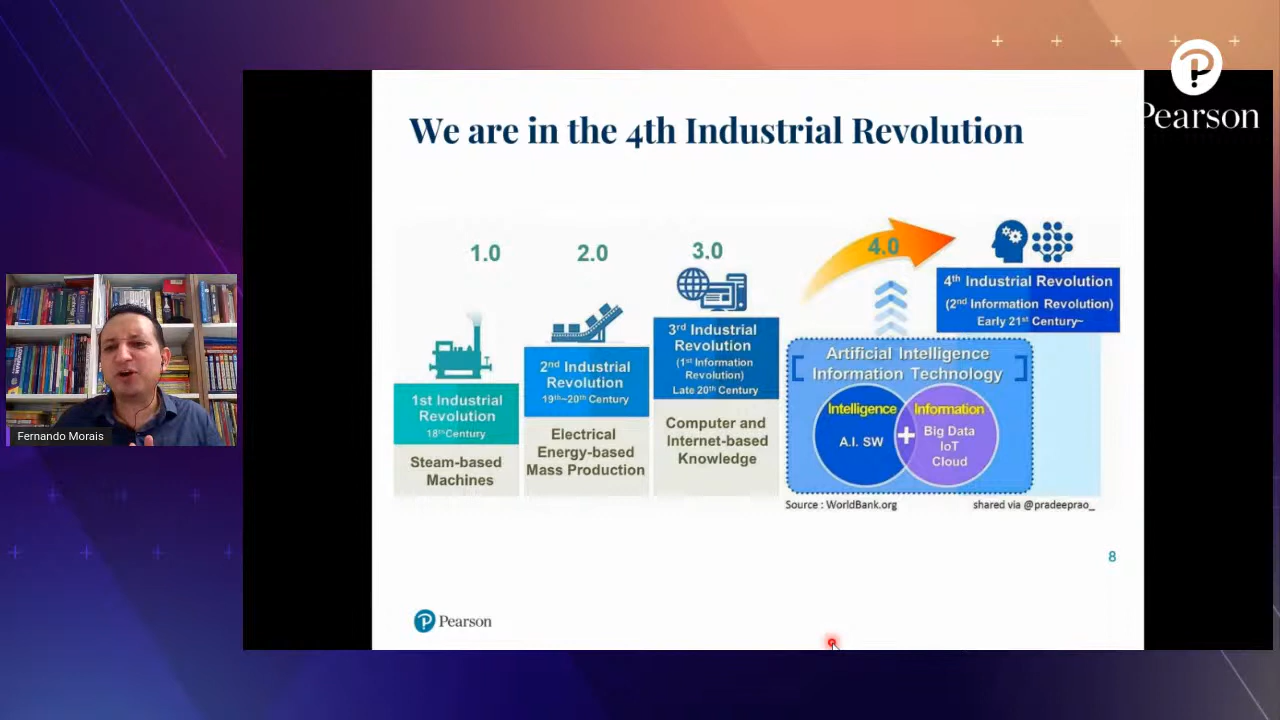 Pearson
We are in the 4th Industrial Revolution
1.0
2.0
3.0
4.0
1st Industrial
Revolution
18th Century
Steam-based
Machines
2nd Industrial
Revolution
19th~20th Century
Electrical
Energy-based
Mass Production
3rd Industrial
Revolution
(1st Information
Revolution)
Late 20th Century
Computer and
Internet-based
Knowledge
4th Industrial Revolution
(2nd Information Revolution)
Early 21st Century~
Artificial Intelligence
Information Technology
Intelligence
A.I. SW
+
Information
Big Data
IoT
Cloud
Source : WorldBank.org
shared via @pradeeprao_
8
Pearson
Fernando Morais